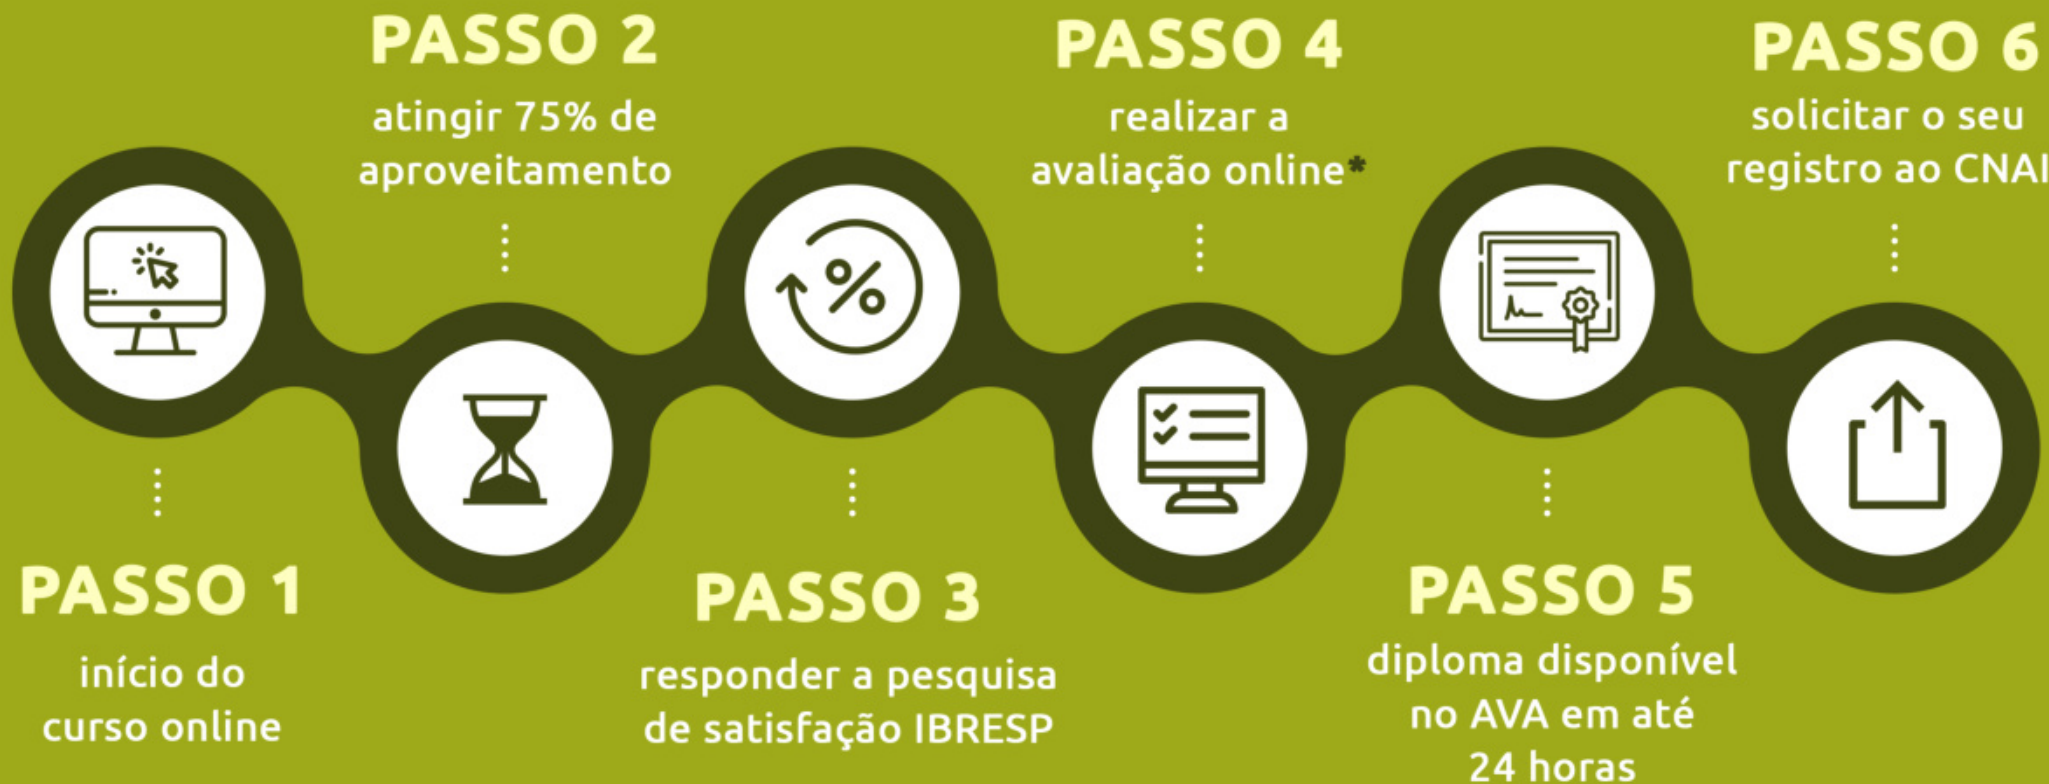 PASSO 1
início do
curso online
PASSO 2
atingir 75% de
aproveitamento
PASSO 3
responder a pesquisa
de satisfação IBRESP
PASSO 4
realizar a
avaliação online*
PASSO 5
diploma disponível
no AVA em até
24 horas
PASSO 6
solicitar o seu
registro ao CNAI
%